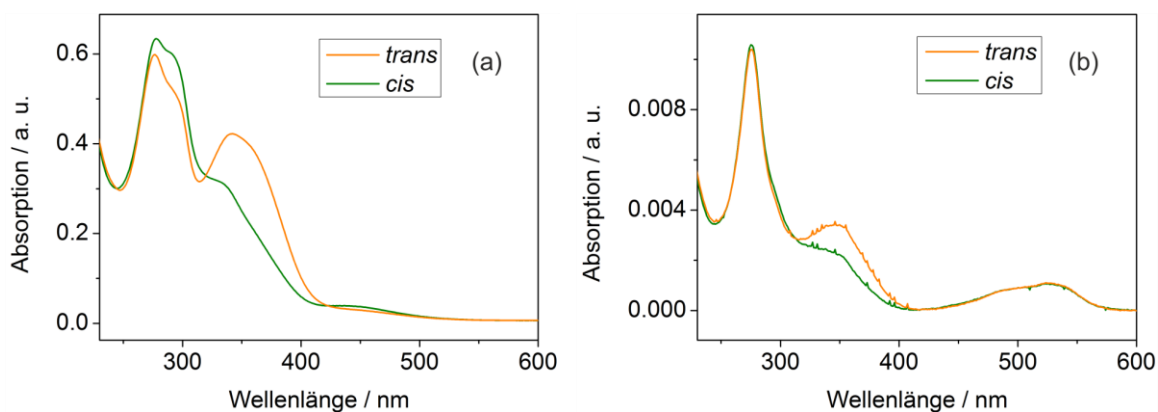 trans
cis
(a)
0.6
0.4
0.2
0.0
Absorption / a. u.
300
400
500
600
Wellenlänge / nm
trans
cis
(b)
0.008
0.004
0.000
Absorption / a. u.
300
400
500
600
Wellenlänge / nm